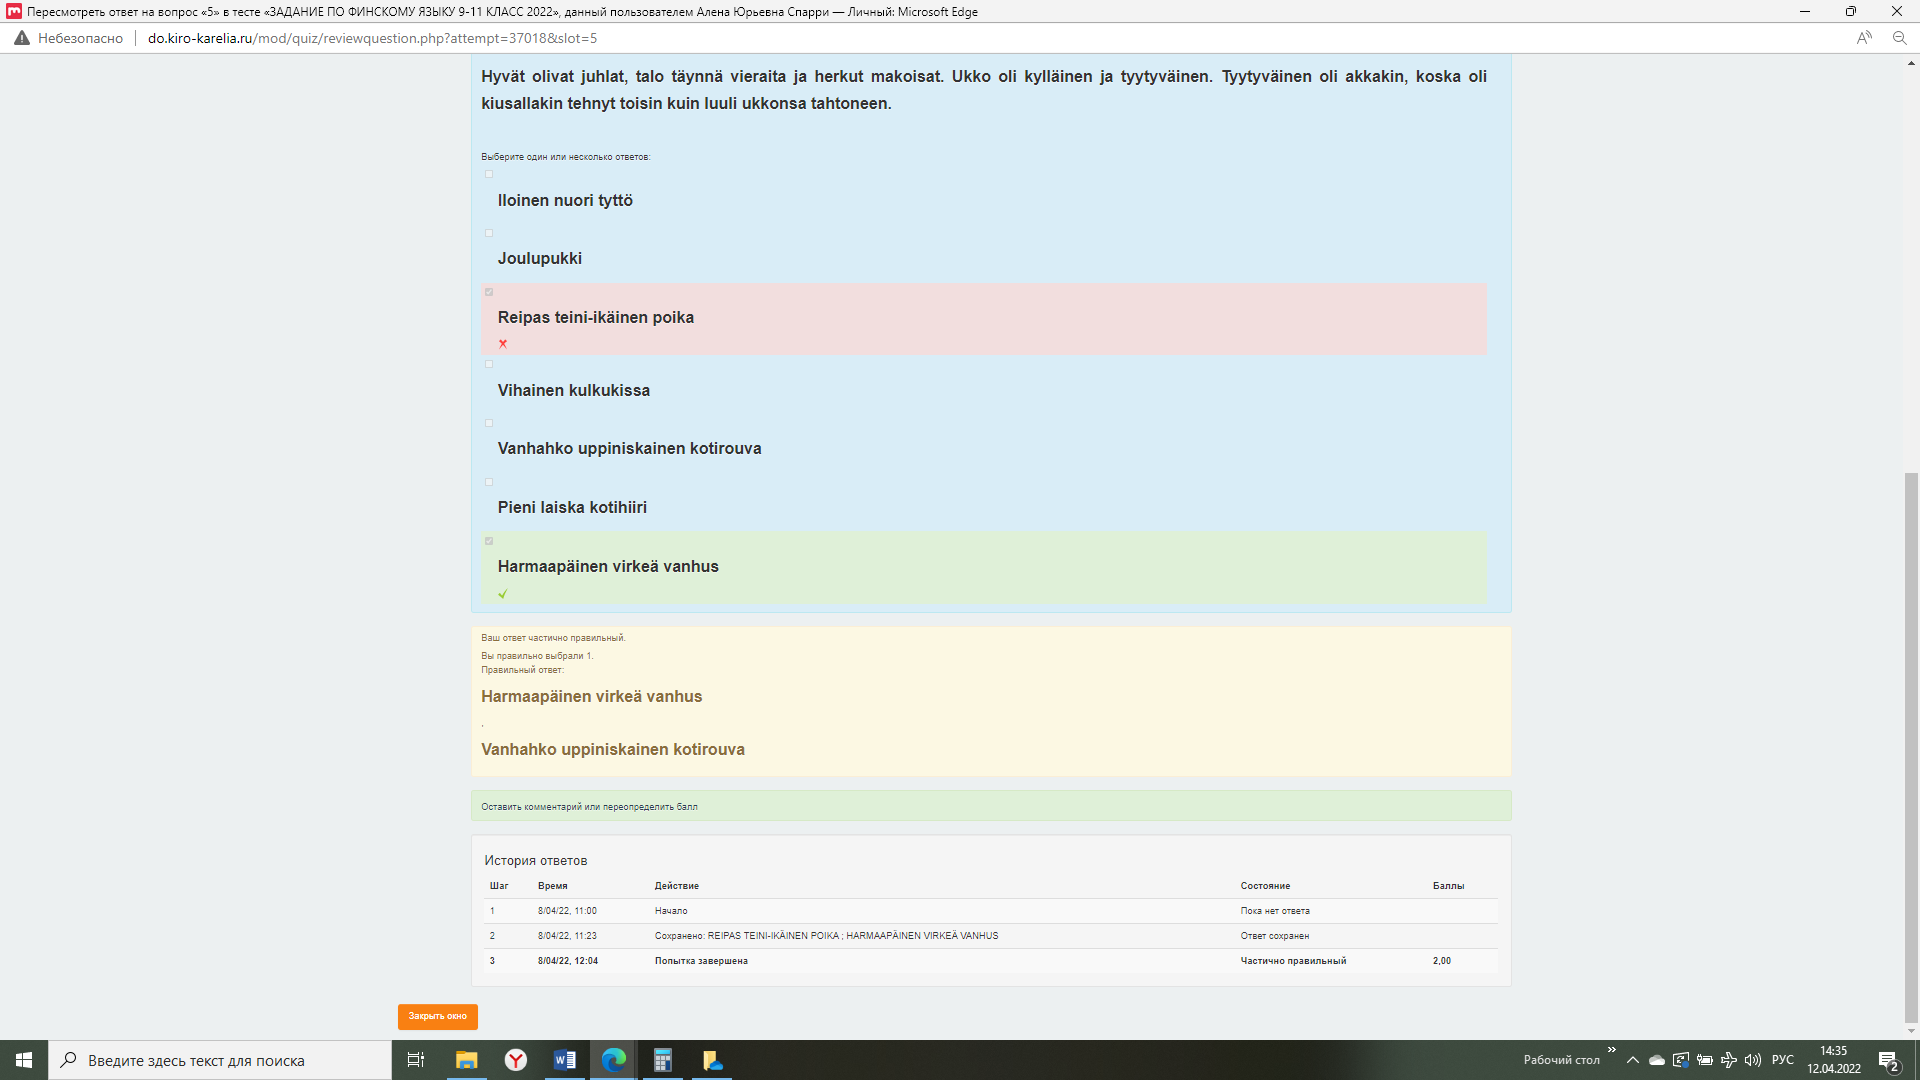 Пересмотреть ответ на вопрос «5» в тесте «ЗАДАНИЕ ПО ФИНСКОМУ ЯЗЫКУ 9-11 КЛАСС 2022», данный пользователем Алена Юрьевна Спарри — Личный: Microsoft Edge
Небезопасно do.kiro-karelia.ru/mod/quiz/reviewquestion.php?attempt=37018&slot=5
Hyvät olivat juhlat, talo täynnä vieraita ja herkut makoisat. Ukko oli kylläinen ja tyytyväinen. Tyytyväinen oli akkakin, koska oli
kiusallakin tehnyt toisin kuin luuli ukkonsa tahtoneen.
Выберите один или несколько ответов:
Iloinen nuori tyttö
Joulupukki
Reipas teini-ikäinen poika
Vihainen kulkukissa
Vanhahko uppiniskainen kotirouva
Pieni laiska kotihiiri
Harmaapäinen virkeä vanhus
Ваш ответ частично правильный.
Вы правильно выбрали 1.
Правильный ответ:
Harmaapäinen virkeä vanhus
,
Vanhahko uppiniskainen kotirouva
Оставить комментарий или переопределить балл
История ответов
Шаг Время Действие Состояние Баллы
1 8/04/22, 11:00 Начало Пока нет ответа
2 8/04/22, 11:23 Сохранено: REIPAS TEINI-IKÄINEN POIKA ; HARMAAPÄINEN VIRKEÄ VANHUS Ответ сохранен
3 8/04/22, 12:04 Попытка завершена Частично правильный 2,00
Закрыть окно
Введите здесь текст для поиска
Рабочий стол » РУС 14:35
12.04.2022 2